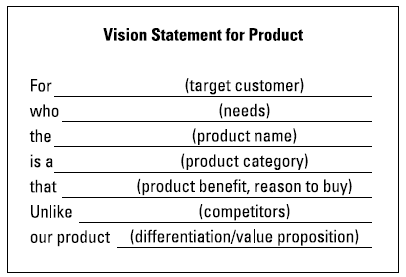 Vision Statement for Product
For (target customer)
who (needs)
the (product name)
is a (product category)
that (product benefit, reason to buy)
Unlike (competitors)
our product (differentiation/value proposition)